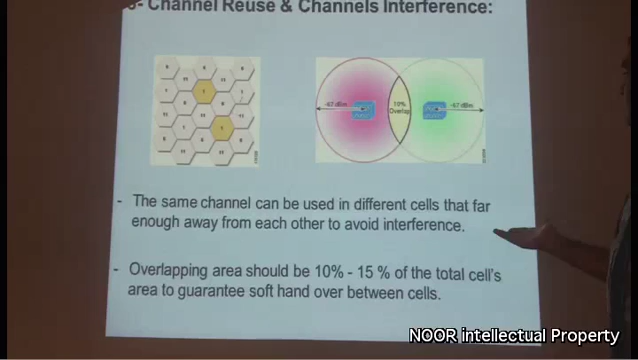 - Channel Reuse & Channels Interference:
-67 dBm
10%
Overlap
-67 dBm
- The same channel can be used in different cells that far
enough away from each other to avoid interference.
- Overlapping area should be 10% - 15 % of the total cell's
area to guarantee soft hand over between cells.
NOOR intellectual Property